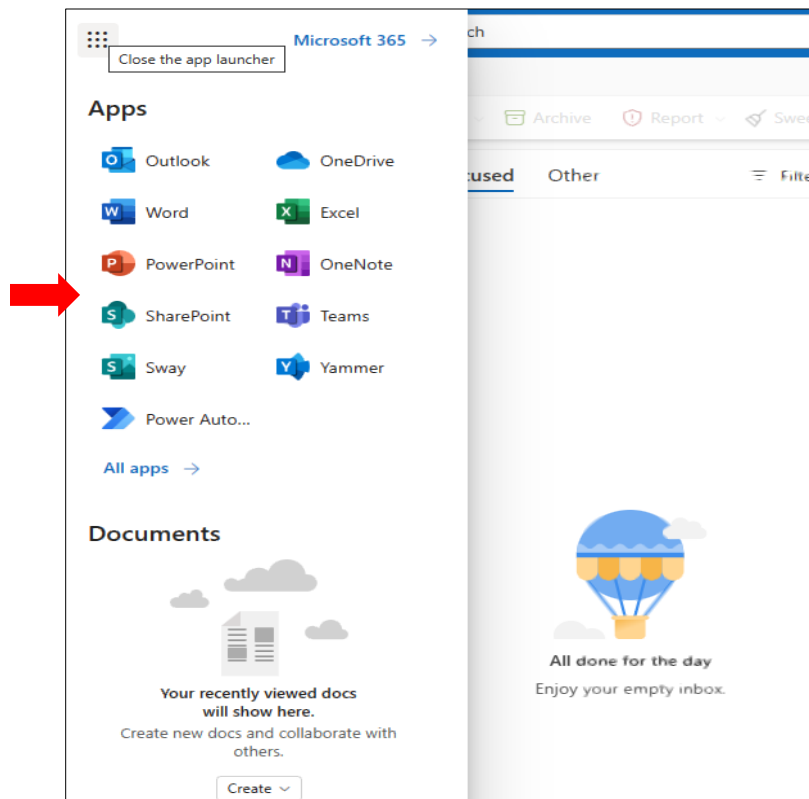 Microsoft 365 →
ch
Close the app launcher
Apps
Archive
Report
Swee
Outlook
OneDrive
cused
Other
Filte
Word
Excel
PowerPoint
OneNote
SharePoint
Teams
Sway
Yammer
Power Auto...
All apps →
Documents
Your recently viewed docs
will show here.
Create new docs and collaborate with
others.
Create
All done for the day
Enjoy your empty inbox.